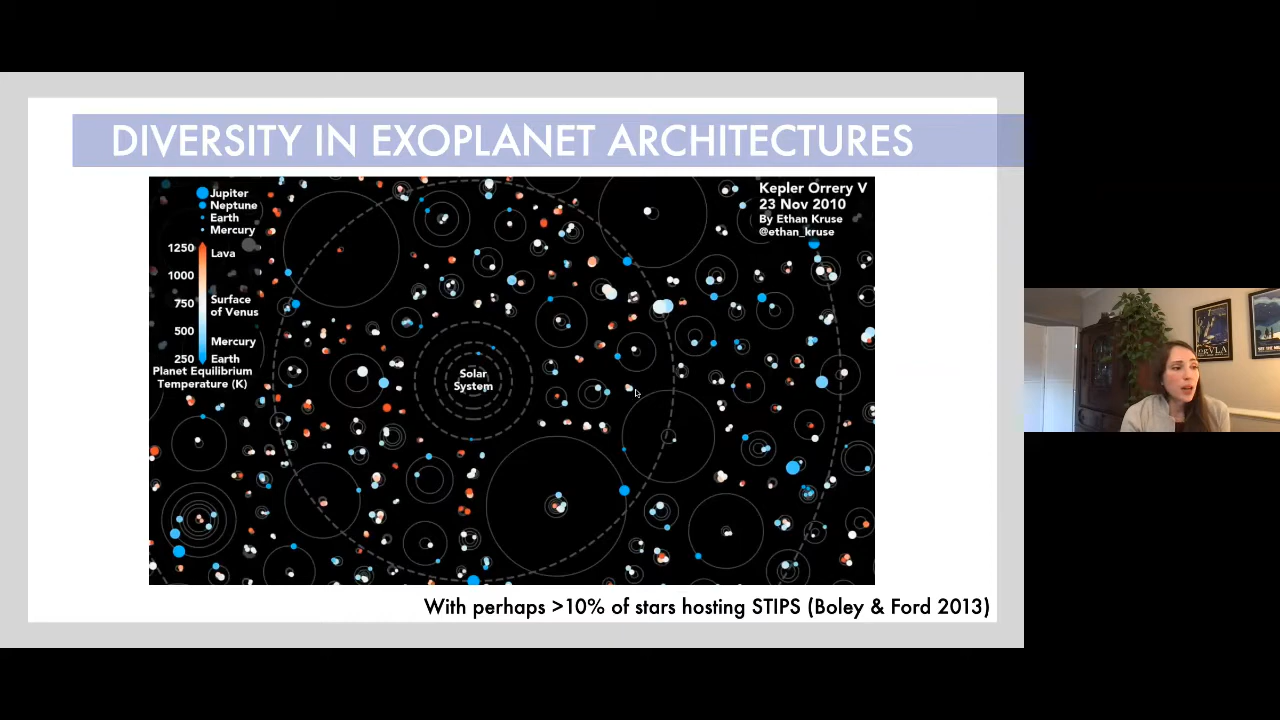 DIVERSITY IN EXOPLANET ARCHITECTURES
Jupiter
Neptune
Earth
Mercury
1250
Lava
1000
750
Surface
of Venus
500
Mercury
250
Earth
Planet Equilibrium
Temperature (K)
Kepler Orrery V
23 Nov 2010
By Ethan Kruse
@ethan_kruse
Solar
System
With perhaps >10% of stars hosting STIPS (Boley & Ford 2013)